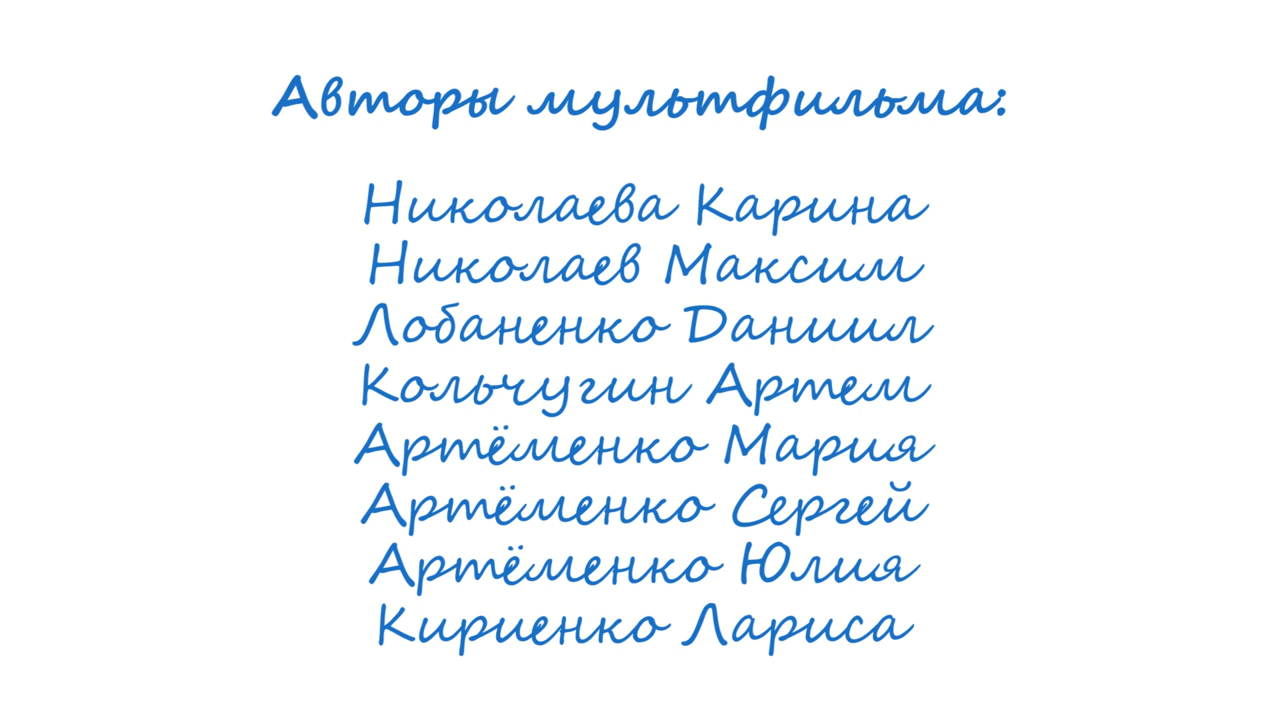 Авторы мультфильма:
Николаева Карина
Николаев Максим
Лобаненко Даниил
Кольчугин Артем
Артёменко Мария
Артёменко Сергей
Артёменко Юлия
Кириенко Лариса